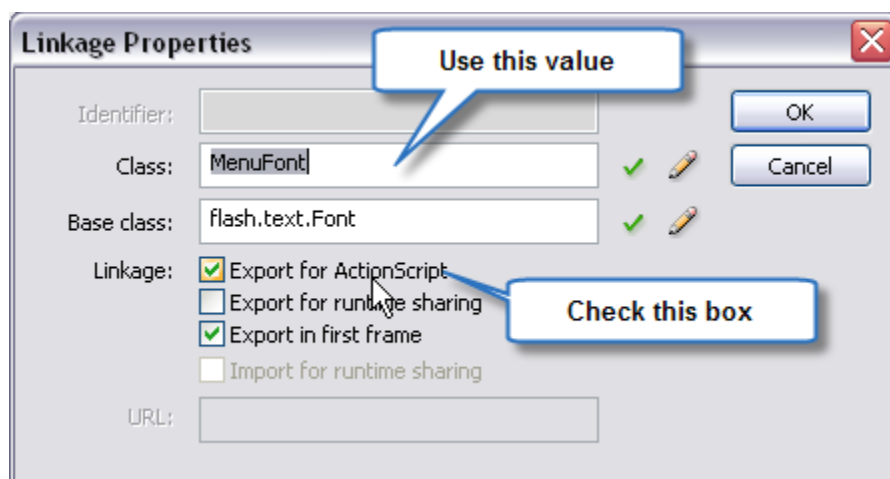 Linkage Properties
Use this value
Identifier:
OK
Class:
MenuFont
Cancel
Base class:
flash.text.Font
Linkage:
Export for ActionScript
Export for runtime sharing
Check this box
Export in first frame
Import for runtime sharing
URL: